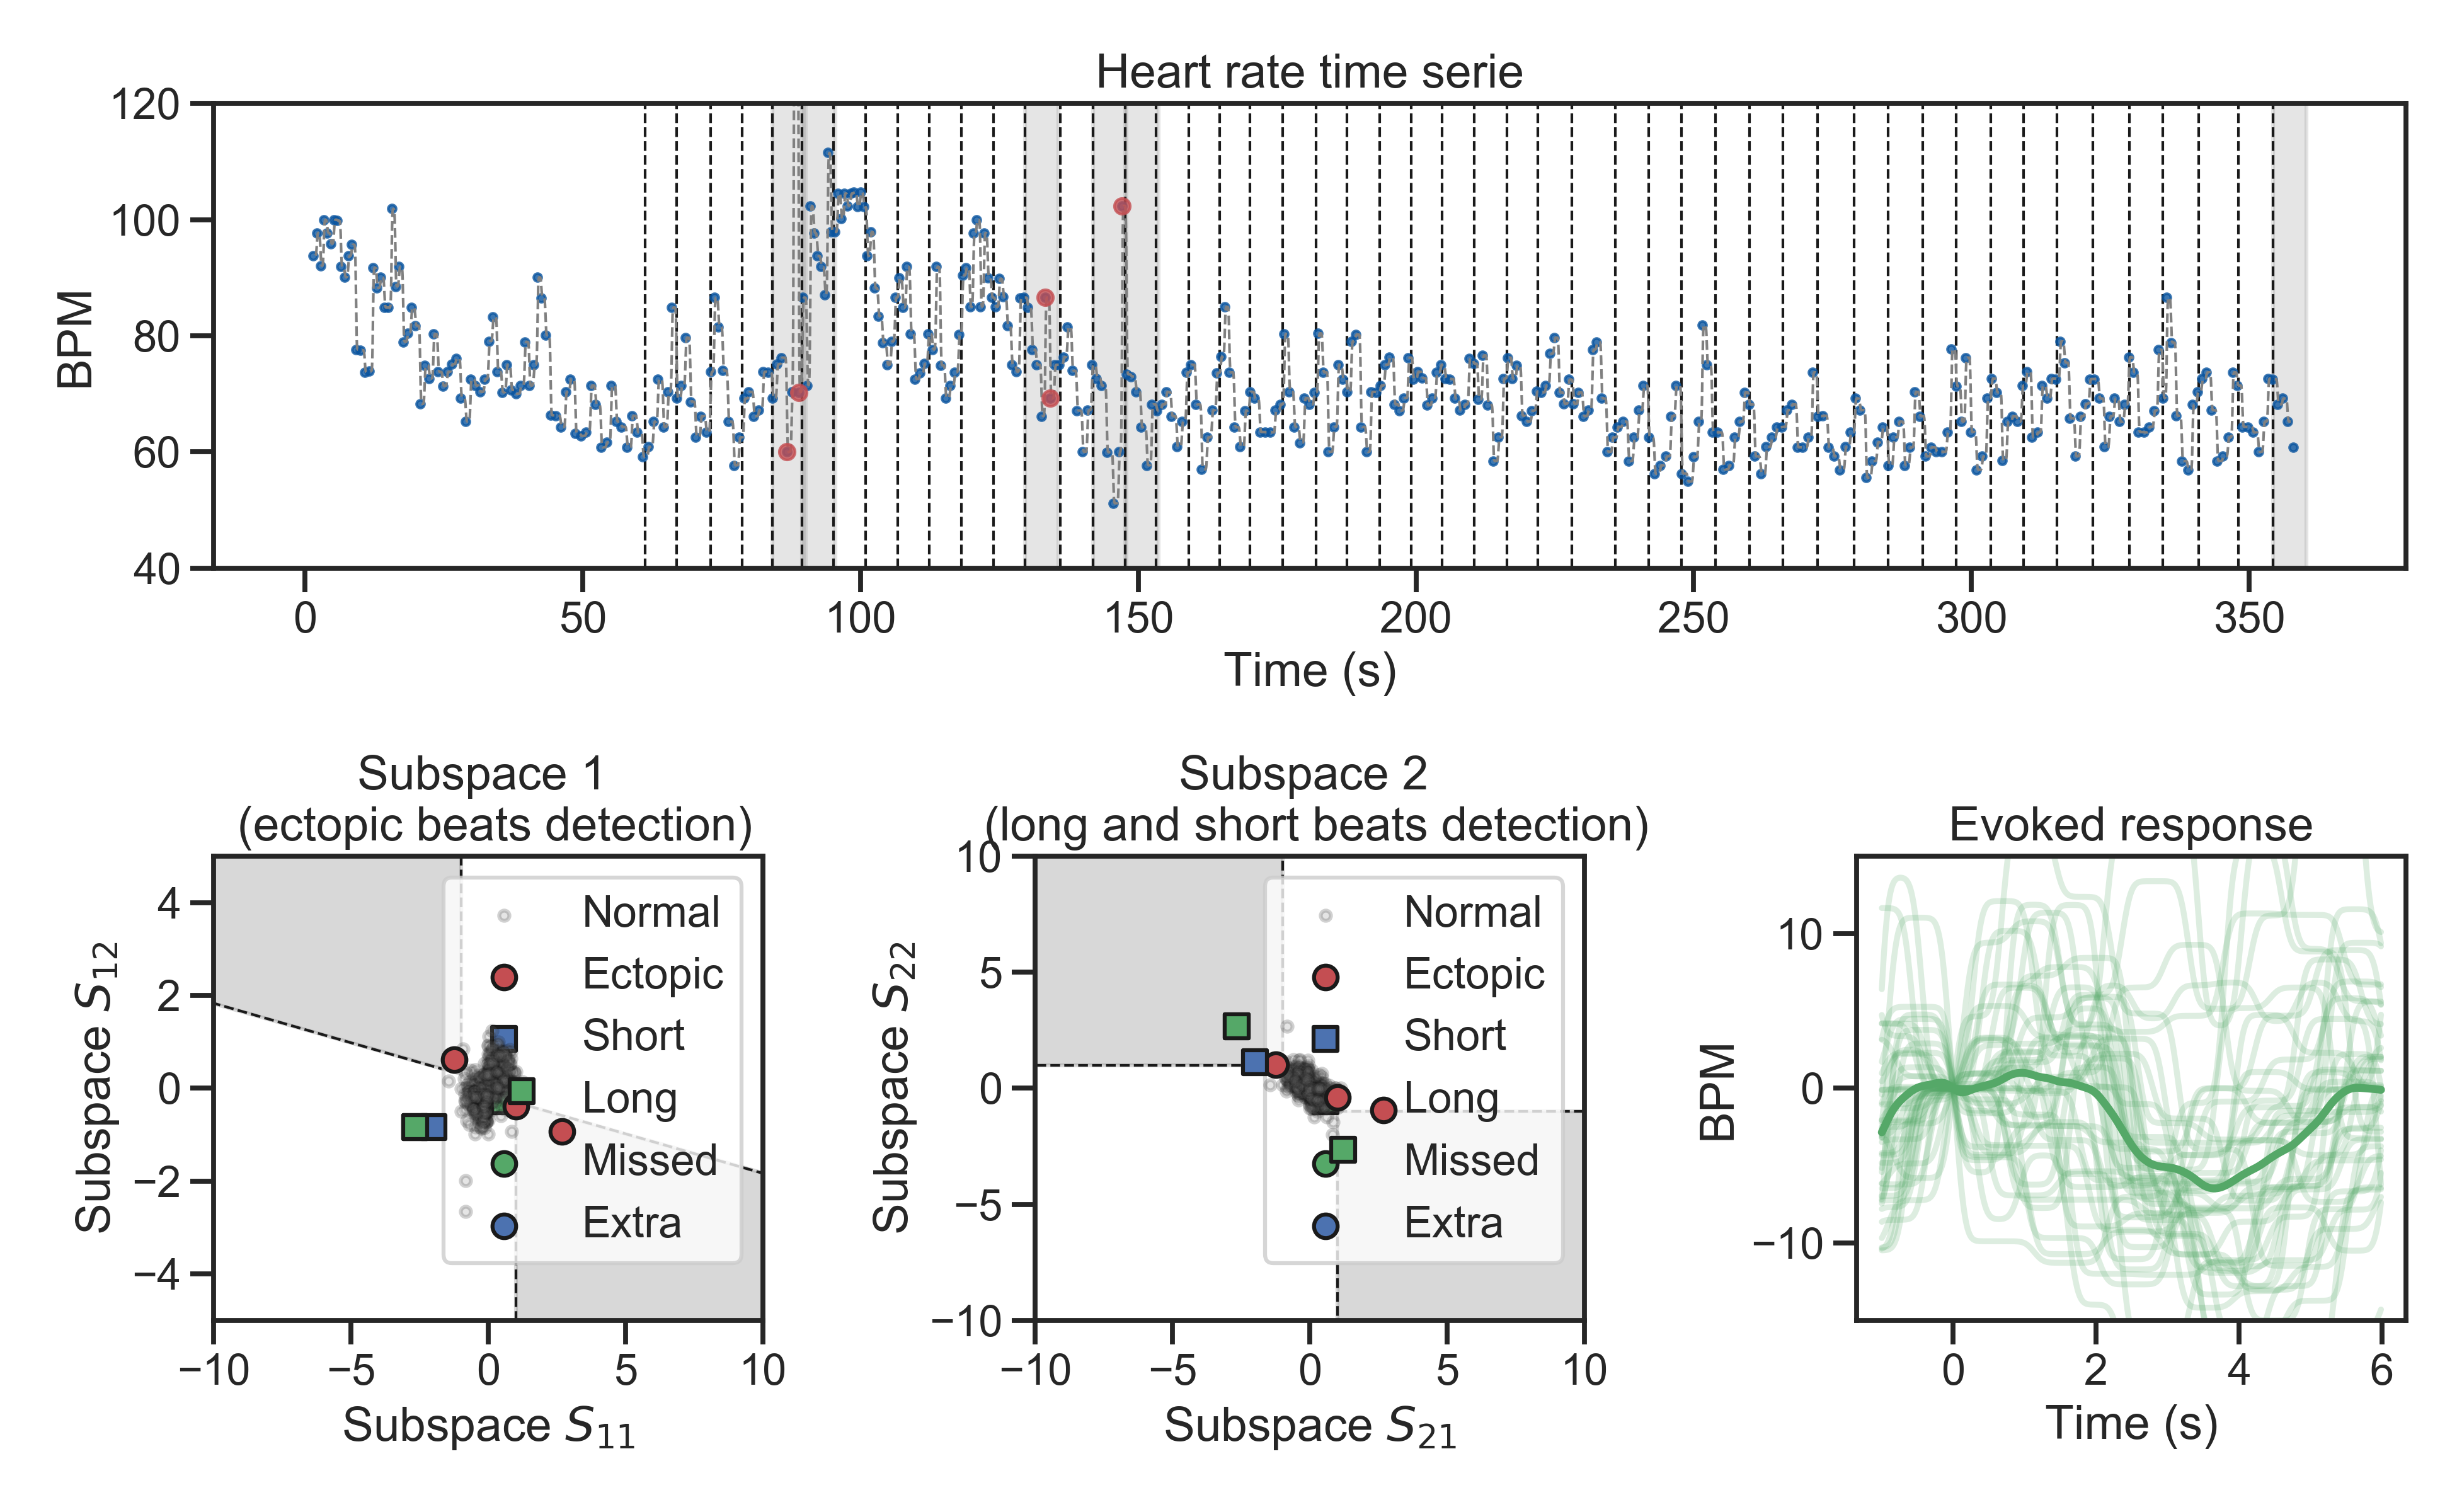 Heart rate time serie
120
100
80
60
40
BPM
0 50 100 150 200 250 300 350
Time (s)
Subspace 1
(ectopic beats detection)
4
2
0
−2
−4
Subspace S12
Normal
Ectopic
Short
Long
Missed
Extra
−10 −5 0 5 10
Subspace S11
Subspace 2
(long and short beats detection)
10
5
0
−5
−10
Subspace S22
Normal
Ectopic
Short
Long
Missed
Extra
−10 −5 0 5 10
Subspace S21
Evoked response
10
0
−10
BPM
0 2 4 6
Time (s)